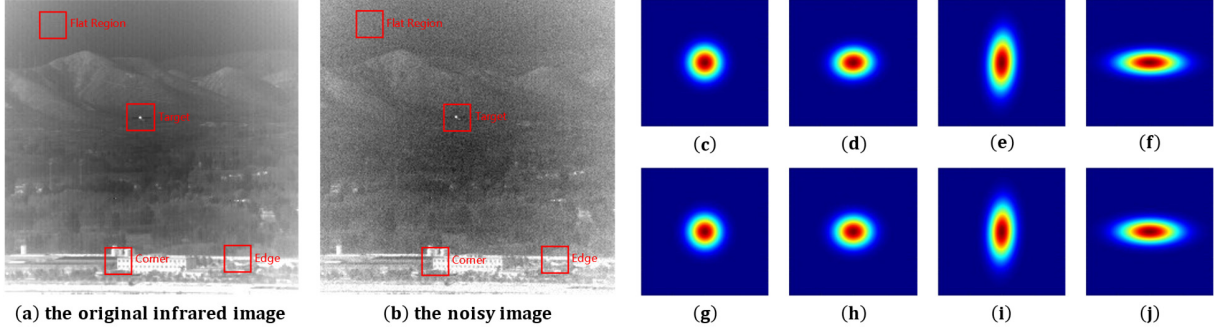 Flat Region
Target
Corner
Edge
(a) the original infrared image
Flat Region
Target
Corner
Edge
(b) the noisy image
(c)
(d)
(e)
(f)
(g)
(h)
(i)
(j)